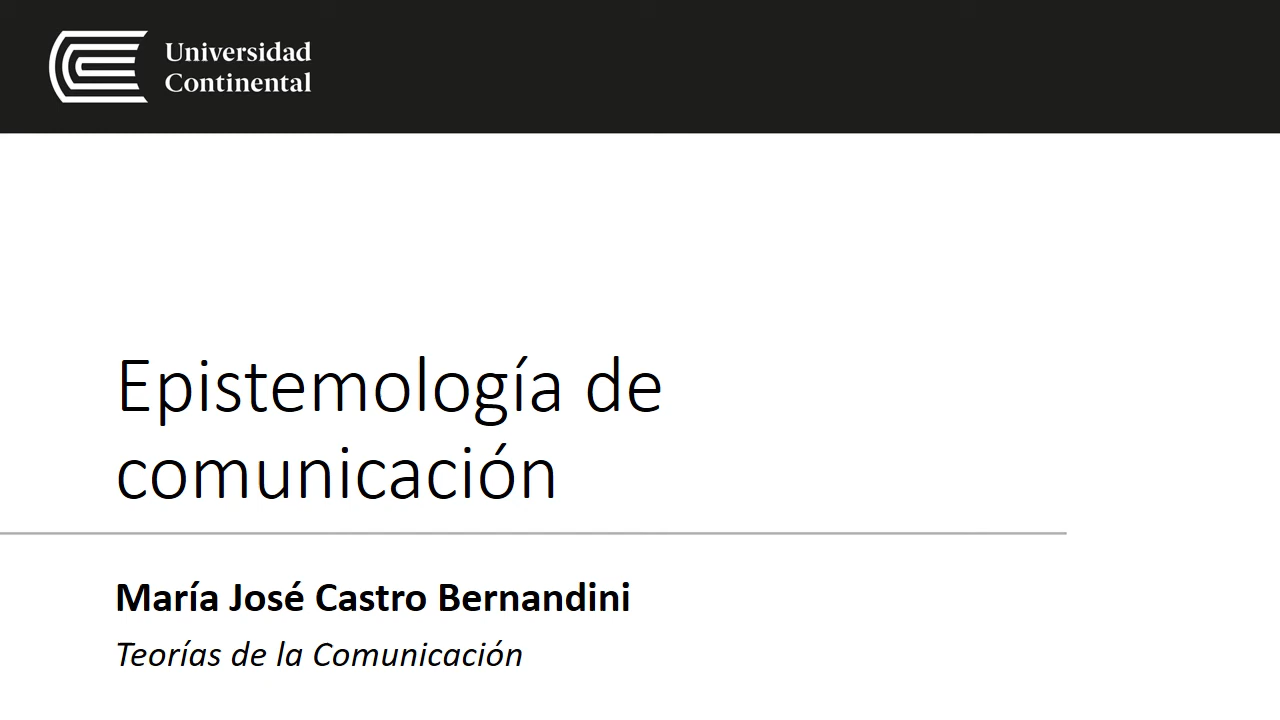 Universidad
Continental
Epistemología de
comunicación
María José Castro Bernandini
Teorías de la Comunicación